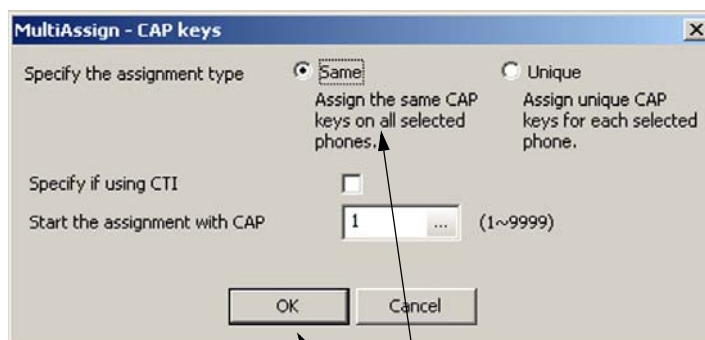 MultiAssign - CAP keys
Specify the assignment type
Same
Unique
Assign the same CAP
keys on all selected
phones.
Assign unique CAP
keys for each selected
phone.
Specify if using CTI
Start the assignment with CAP
1 ... (1~9999)
OK Cancel